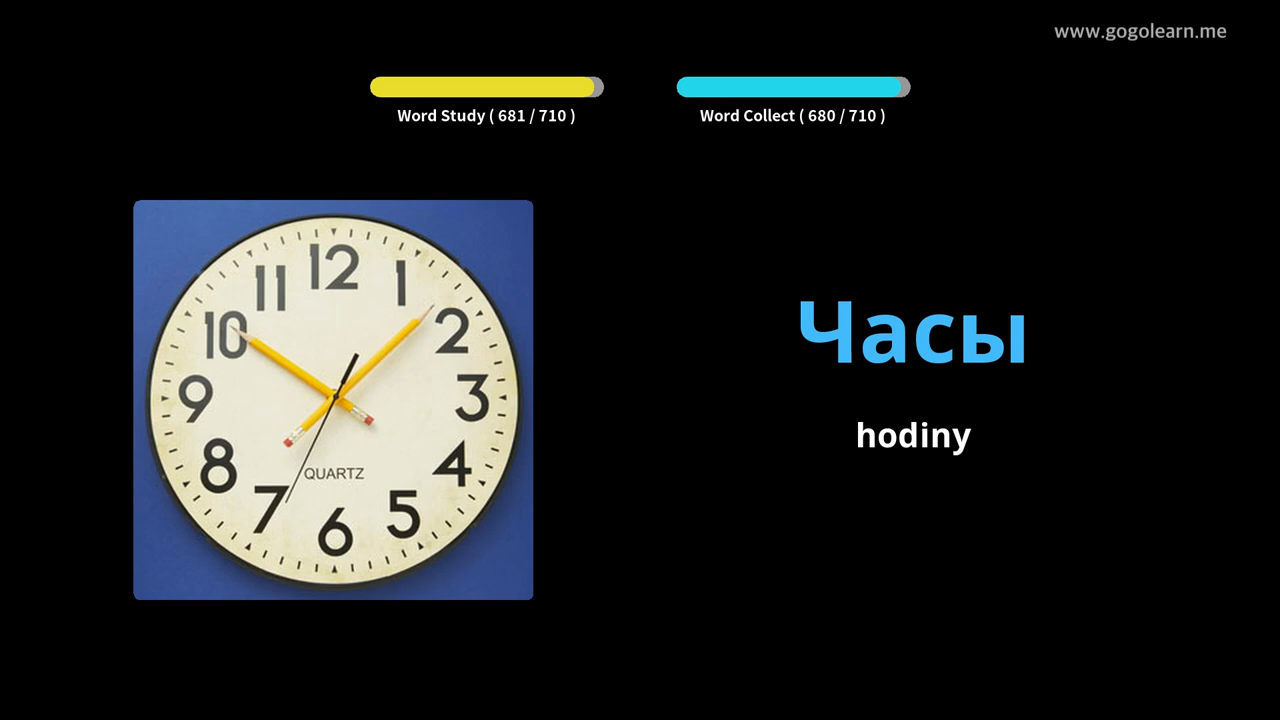 www.gogolearn.me
Word Study ( 681 / 710 )
Word Collect ( 680 / 710 )
12
11
1
10
2
9
3
8
4
QUARTZ
7
5
6
Часы
hodiny